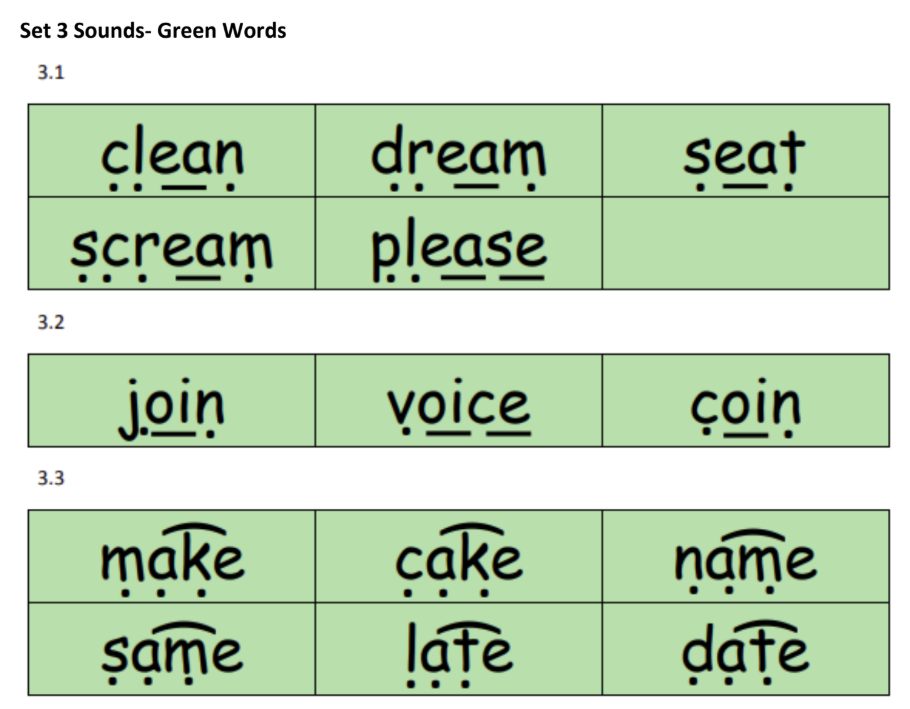 Set 3 Sounds- Green Words
3.1
clean dream seat
scream please
3.2
join voice coin
3.3
make cake name
same late date